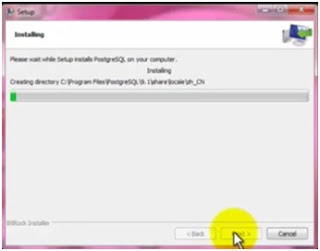 Setup
Installing
Please wait while Setup installs PostgreSQL on your computer.
Installing
Creating directory C:\Program Files\PostgreSQL\9.1\share\locale\zh_CN
BitRock Installer
< Back
Next >
Cancel